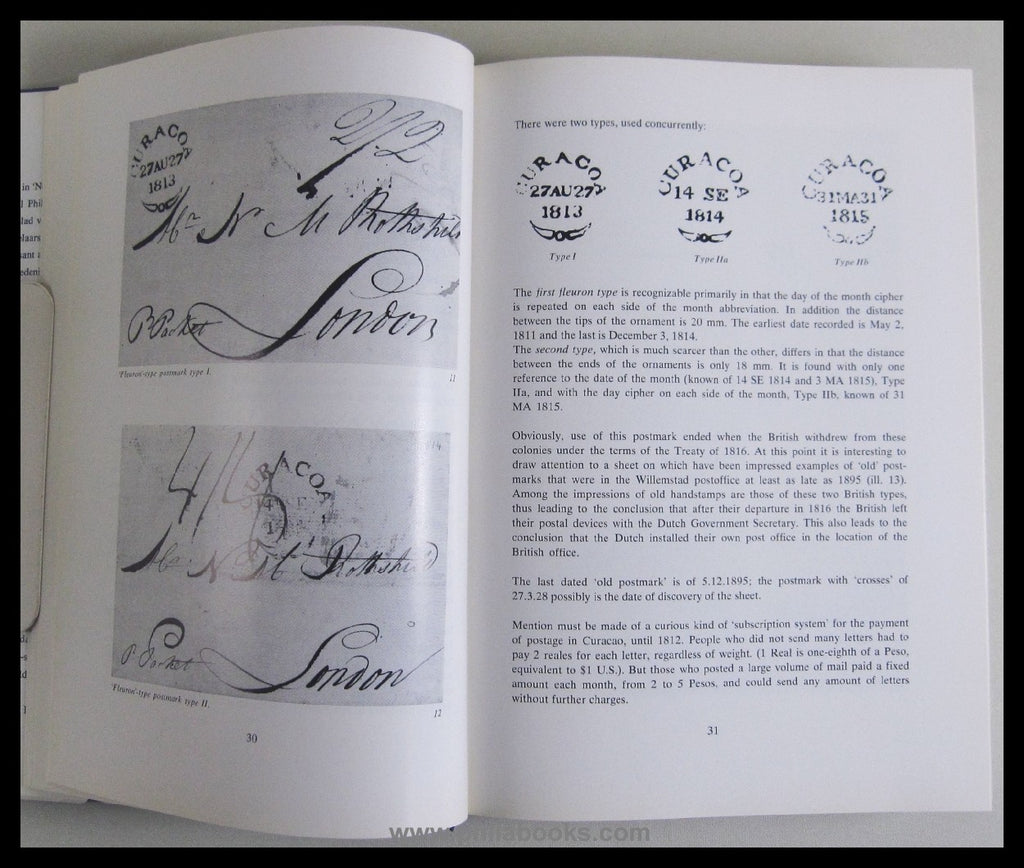 in 'N
CURACOA
27AU27
1813
2/2
Mr N M Rothschild
London
P Packet
'Fleuron'-type postmark type I.
11
CURACOA
London
P. Packet
'Fleuron'-type postmark type II.
12
30
There were two types, used concurrently:
CURACOA
27AU27
1813
Type I
CURACOA
14 SE
1814
Type IIa
CURACOA
31MA31
1815
Type IIb
The first fleuron type is recognizable primarily in that the day of the month cipher
is repeated on each side of the month abbreviation. In addition the distance
between the tips of the ornament is 20 mm. The earliest date recorded is May 2,
1811 and the last is December 3, 1814.
The second type, which is much scarcer than the other, differs in that the distance
between the ends of the ornaments is only 18 mm. It is found with only one
reference to the date of the month (known of 14 SE 1814 and 3 MA 1815), Type
IIa, and with the day cipher on each side of the month, Type IIb, known of 31
MA 1815.
Obviously, use of this postmark ended when the British withdrew from these
colonies under the terms of the Treaty of 1816. At this point it is interesting to
draw attention to a sheet on which have been impressed examples of 'old' post-
marks that were in the Willemstad postoffice at least as late as 1895 (ill. 13).
Among the impressions of old handstamps are those of these two British types,
thus leading to the conclusion that after their departure in 1816 the British left
their postal devices with the Dutch Government Secretary. This also leads to the
conclusion that the Dutch installed their own post office in the location of the
British office.
The last dated 'old postmark' is of 5.12.1895; the postmark with 'crosses' of
27.3.28 possibly is the date of discovery of the sheet.
Mention must be made of a curious kind of 'subscription system' for the payment
of postage in Curacao, until 1812. People who did not send many letters had to
pay 2 reales for each letter, regardless of weight. (1 Real is one-eighth of a Peso,
equivalent to $1 U.S.). But those who posted a large volume of mail paid a fixed
amount each month, from 2 to 5 Pesos, and could send any amount of letters
without further charges.
31